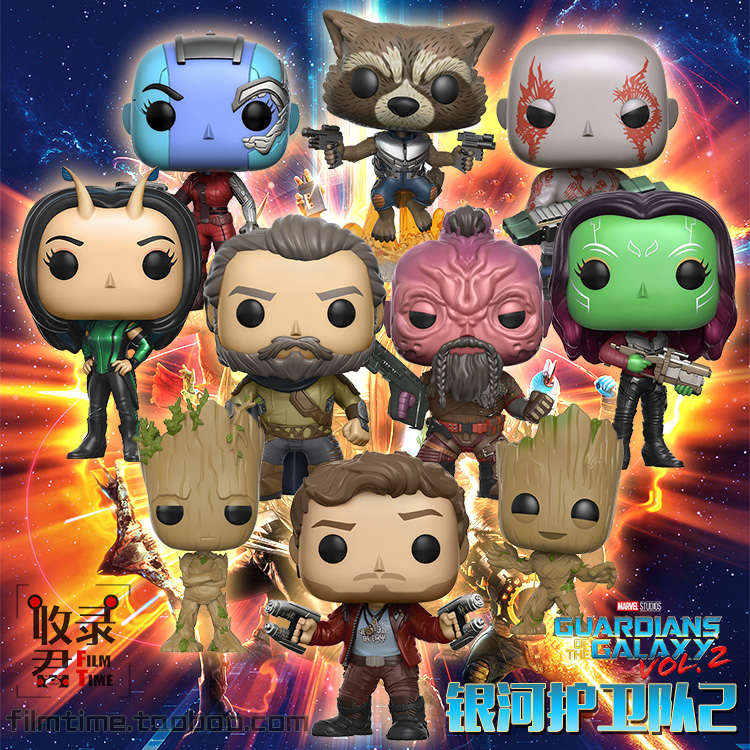 MARVEL STUDIOS
GUARDIANS
OF THE GALAXY
VOL.2
银河护卫队2
收录
君 FILM
TIME
filmtime.taobao.com